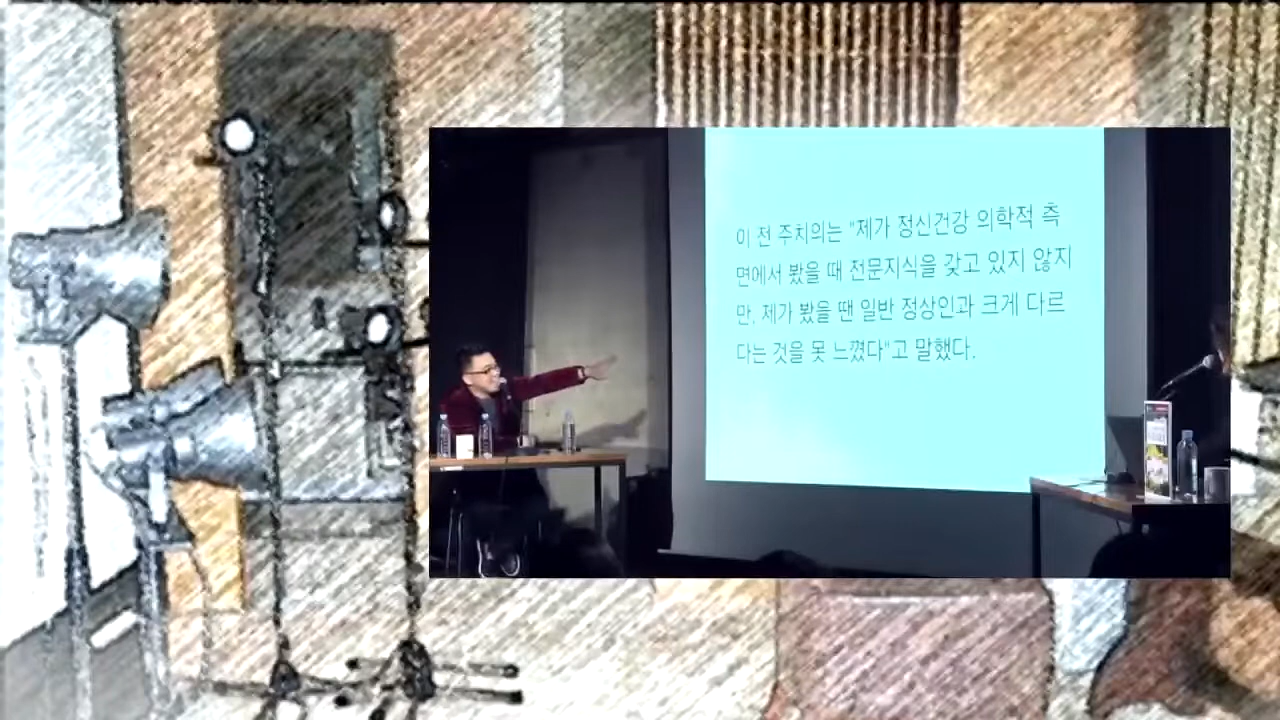 이 전 주치의는 "제가 정신건강 의학적 측
면에서 봤을 때 전문지식을 갖고 있지 않지
만, 제가 봤을 땐 일반 정상인과 크게 다르
다는 것을 못 느꼈다"고 말했다.